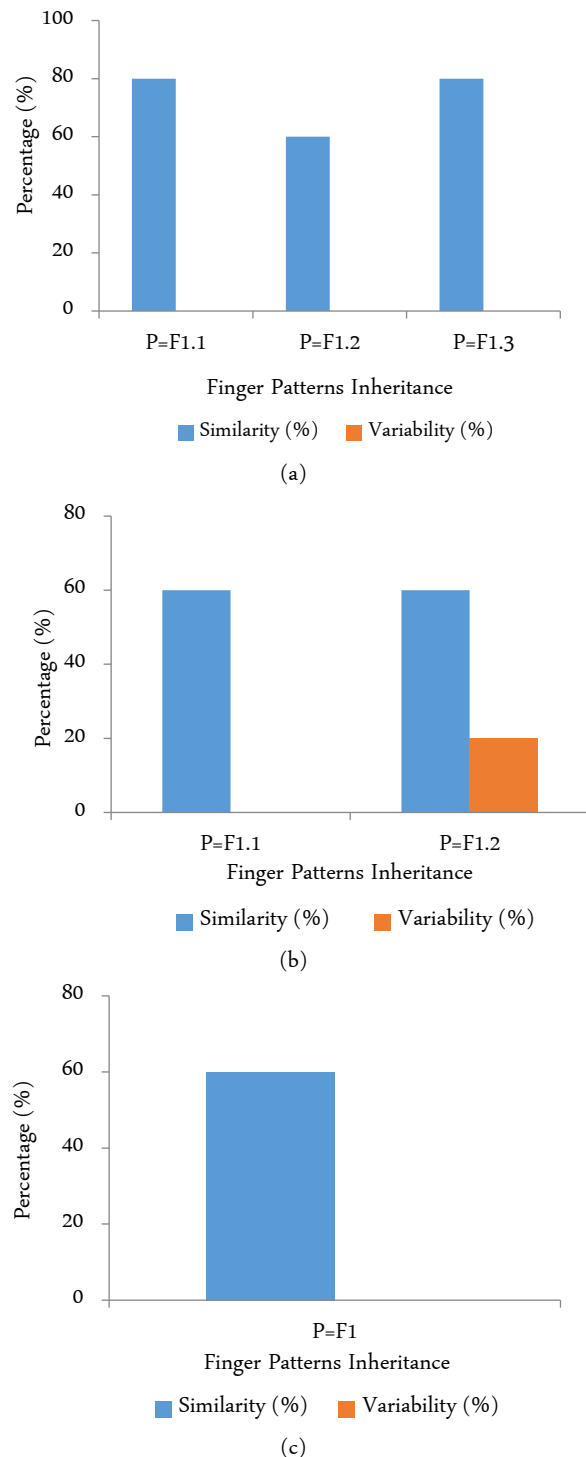 Percentage (%)
100
80
60
40
20
0
P=F1.1 P=F1.2 P=F1.3
Finger Patterns Inheritance
Similarity (%) Variability (%)
(a)
Percentage (%)
80
60
40
20
0
P=F1.1 P=F1.2
Finger Patterns Inheritance
Similarity (%) Variability (%)
(b)
Percentage (%)
80
60
40
20
0
P=F1
Finger Patterns Inheritance
Similarity (%) Variability (%)
(c)